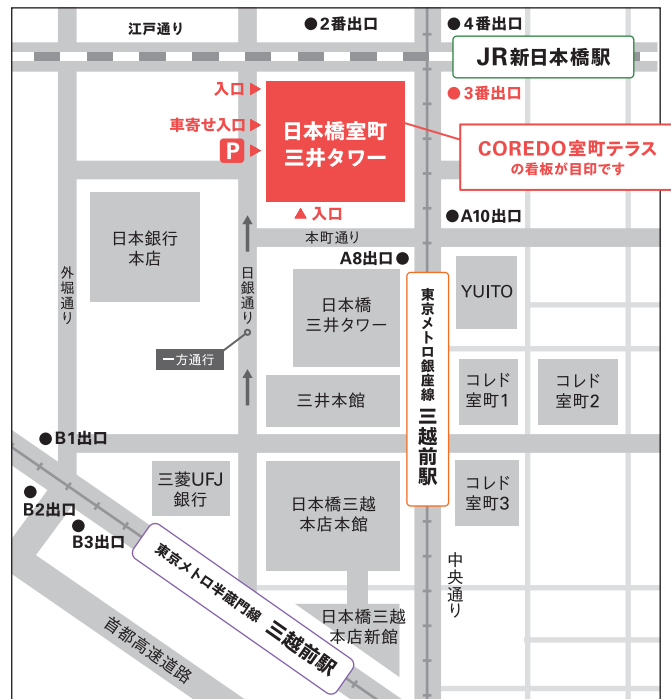 江戸通り
2番出口
4番出口
JR新日本橋駅
入口
3番出口
車寄せ入口
日本橋室町
三井タワー
P
COREDO室町テラス
の看板が目印です
入口
A10出口
本町通り
日本銀行
本店
A8出口
外堀通り
日銀通り
日本橋
三井タワー
東京メトロ銀座線 三越前駅
YUITO
一方通行
三井本館
コレド
室町1
コレド
室町2
B1出口
三菱UFJ
銀行
日本橋三越
本店本館
コレド
室町3
B2出口
B3出口
東京メトロ半蔵門線 三越前駅
中央通り
日本橋三越
本店新館
首都高速道路